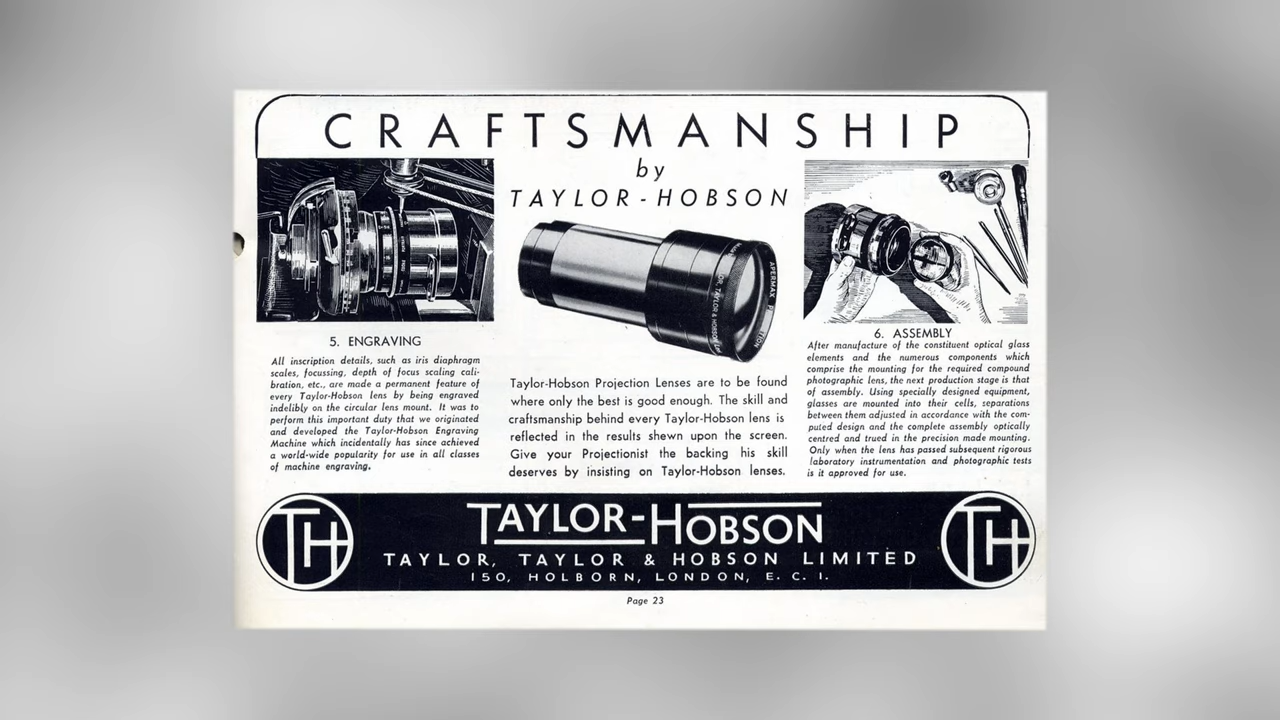 CRAFTSMANSHIP
by
TAYLOR-HOBSON
5. ENGRAVING
All inscription details, such as iris diaphragm
scales, focussing, depth of focus scaling cali-
bration, etc., are made a permanent feature of
every Taylor-Hobson lens by being engraved
indelibly on the circular lens mount. It was to
perform this important duty that we originated
and developed the Taylor-Hobson Engraving
Machine which incidentally has since achieved
a world-wide popularity for use in all classes
of machine engraving.
APERMAX
TAYLOR & HOBSON
Taylor-Hobson Projection Lenses are to be found
where only the best is good enough. The skill and
craftsmanship behind every Taylor-Hobson lens is
reflected in the results shewn upon the screen.
Give your Projectionist the backing his skill
deserves by insisting on Taylor-Hobson lenses.
6. ASSEMBLY
After manufacture of the constituent optical glass
elements and the numerous components which
comprise the mounting for the required compound
photographic lens, the next production stage is that
of assembly. Using specially designed equipment,
glasses are mounted into their cells, separations
between them adjusted in accordance with the com-
puted design and the complete assembly optically
centred and trued in the precision made mounting.
Only when the lens has passed subsequent rigorous
laboratory instrumentation and photographic tests
is it approved for use.
TH
TAYLOR-HOBSON
TAYLOR, TAYLOR & HOBSON LIMITED
150, HOLBORN, LONDON, E. C. 1.
TH
Page 23